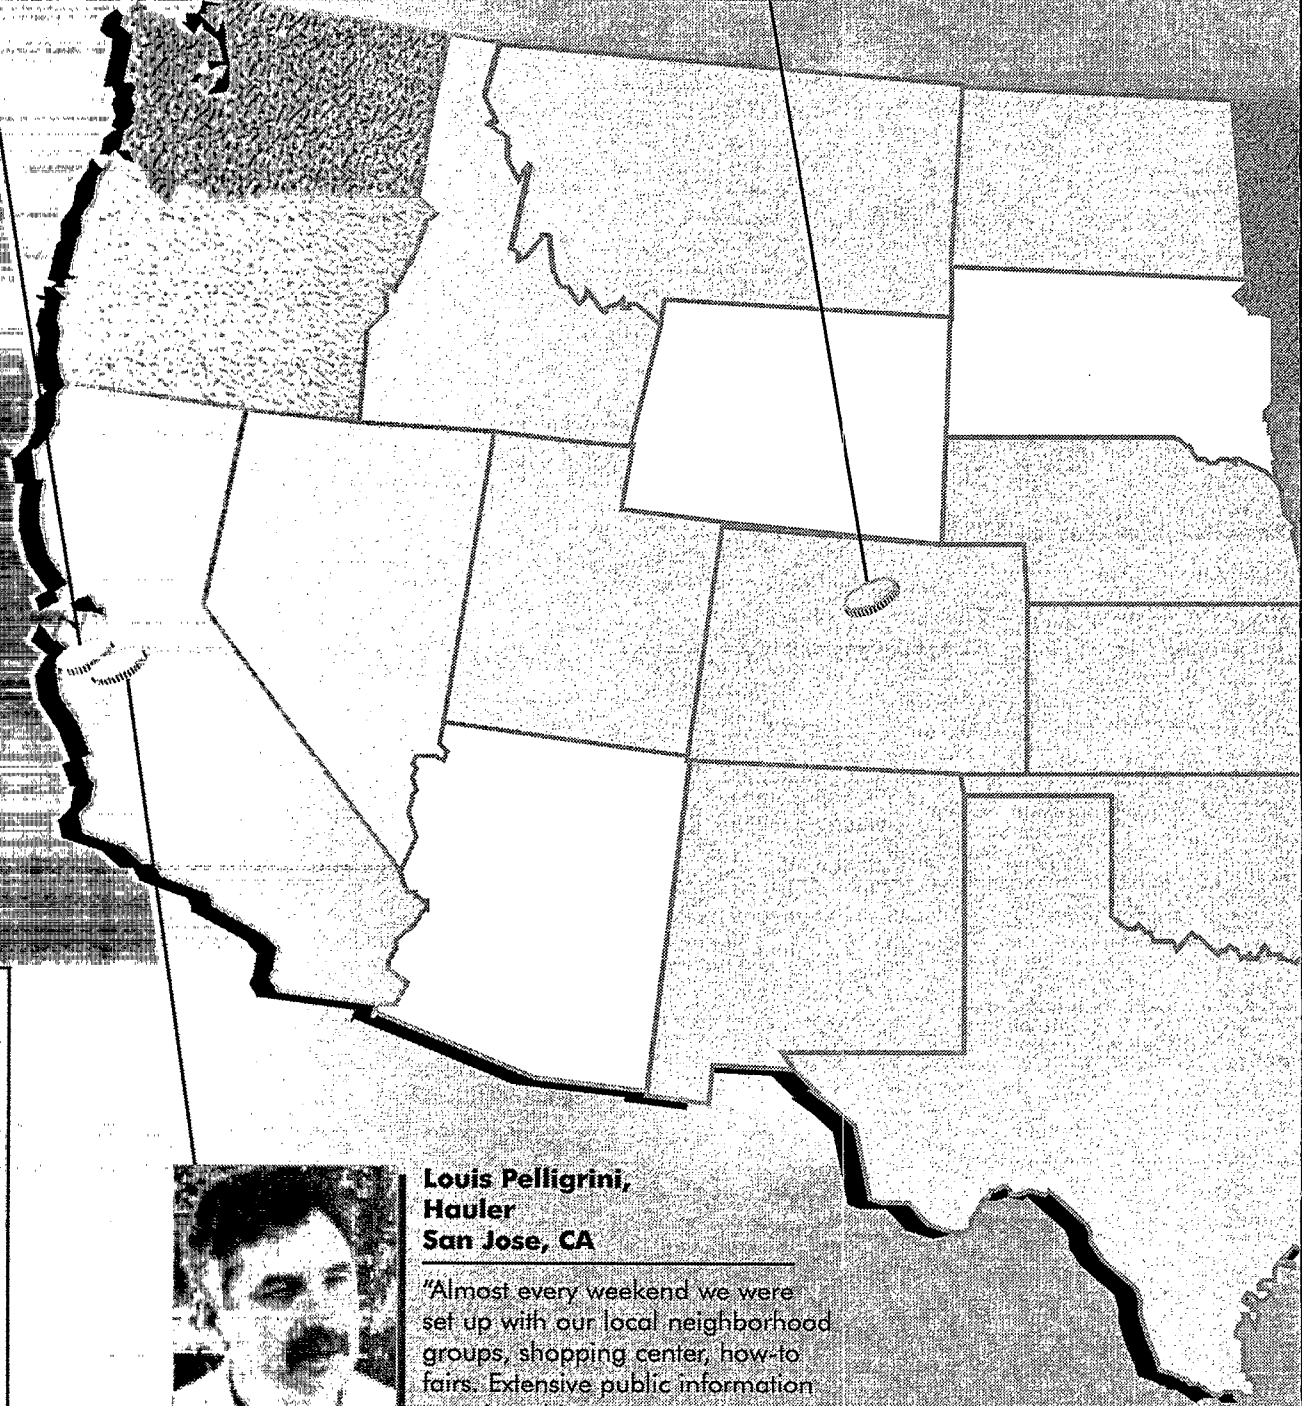 Louis Pelligrini,
Hauler
San Jose, CA
"Almost every weekend we were
set up with our local neighborhood
groups, shopping center, how-to
fairs. Extensive public information